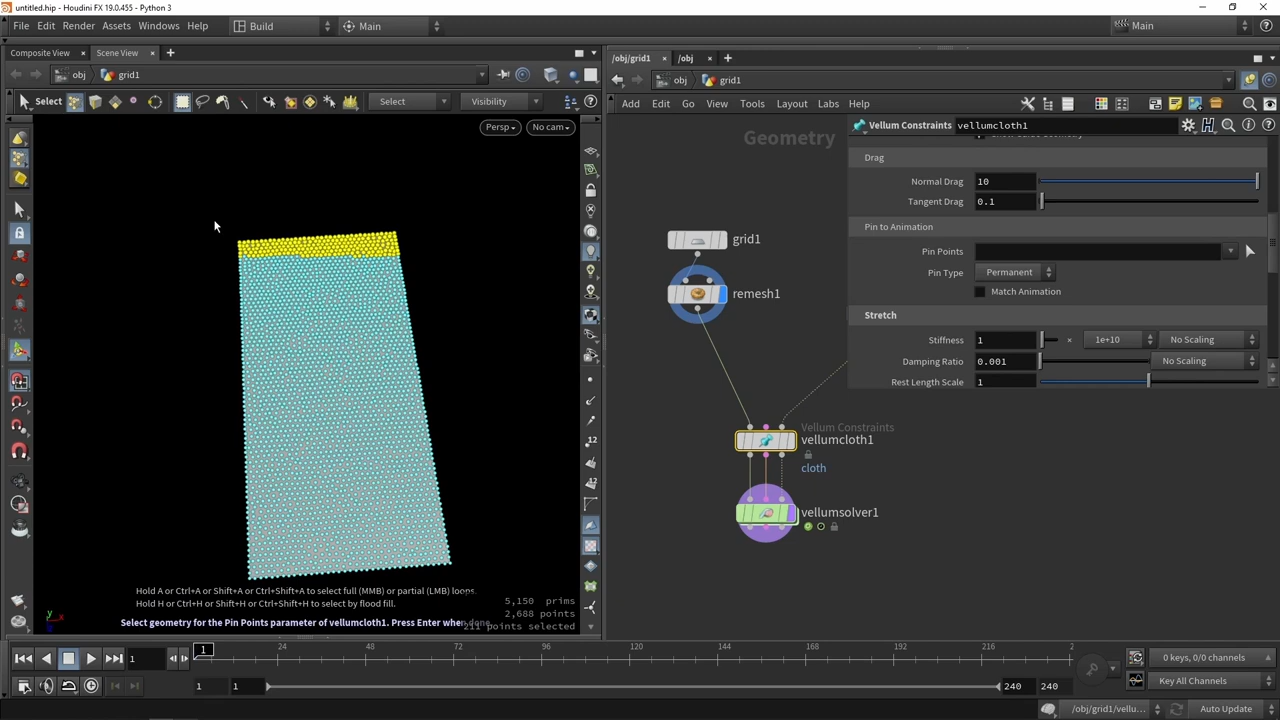 untitled.hip - Houdini FX 19.0.455 - Python 3
File Edit Render Assets Windows Help Build Main Main
Composite View × Scene View × +
/obj/grid1 × /obj × +
obj grid1
obj grid1
Select Select Visibility
Add Edit Go View Tools Layout Labs Help
Persp No cam
Geometry
Vellum Constraints vellumcloth1
Drag
Normal Drag 10
Tangent Drag 0.1
Pin to Animation
Pin Points
Pin Type Permanent
Match Animation
Stretch
Stiffness 1 × 1e+10 No Scaling
Damping Ratio 0.001 No Scaling
Rest Length Scale 1
grid1
remesh1
Vellum Constraints
vellumcloth1
cloth
vellumsolver1
12
12
Hold A or Ctrl+A or Shift+A or Ctrl+Shift+A to select full (MMB) or partial (LMB) loops.
Hold H or Ctrl+H or Shift+H or Ctrl+Shift+H to select by flood fill.
5,150 prims
2,688 points
211 points selected
Select geometry for the Pin Points parameter of vellumcloth1. Press Enter when done.
y
x
1 1 24 48 72 96 120 144 168 192 216 2
0 keys, 0/0 channels
Key All Channels
1 1 240 240
/obj/grid1/vellu... Auto Update